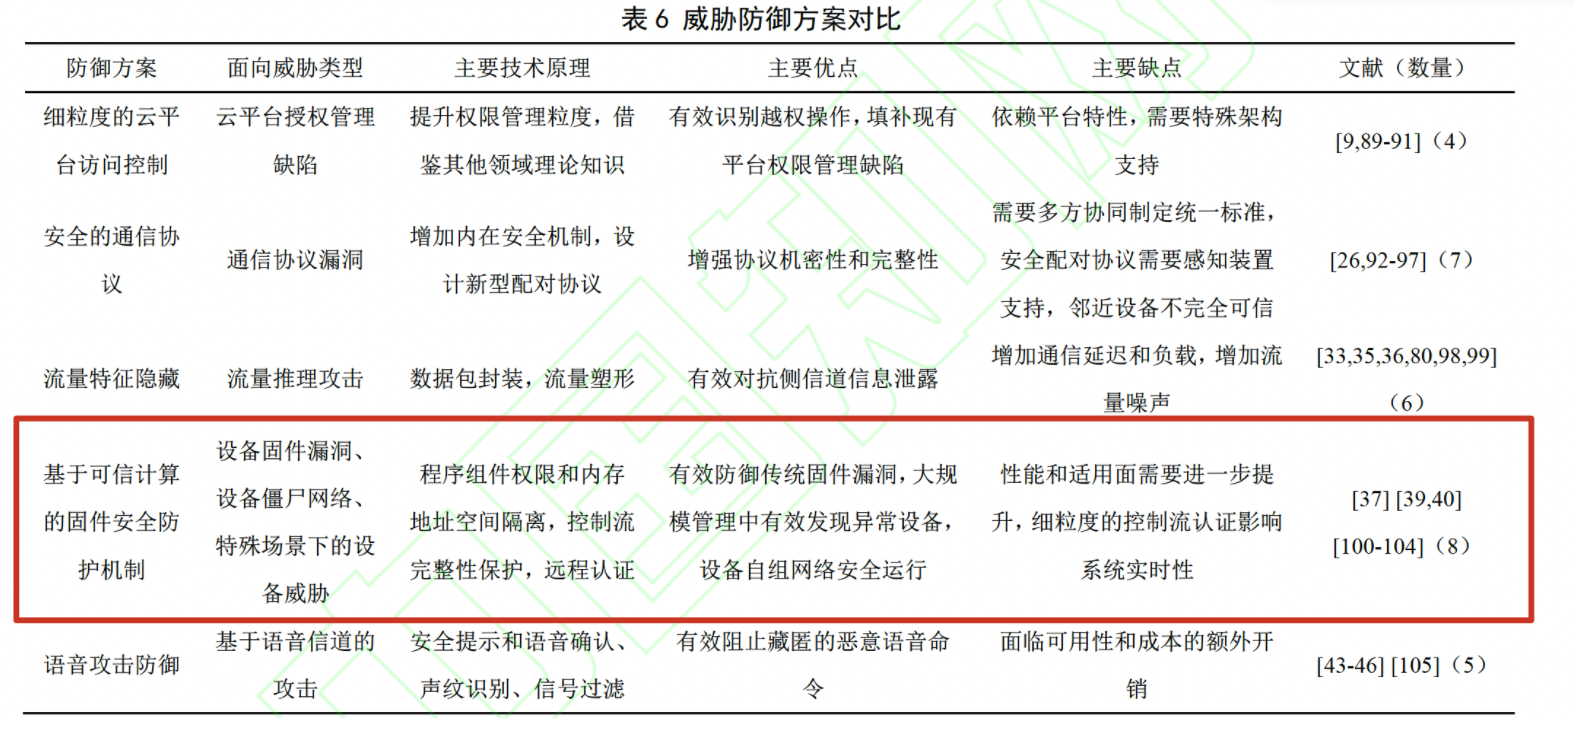 表 6 威胁防御方案对比
防御方案 面向威胁类型 主要技术原理 主要优点 主要缺点 文献（数量）
细粒度的云平
台访问控制
云平台授权管理
缺陷
提升权限管理粒度，借
鉴其他领域理论知识
有效识别越权操作，填补现有
平台权限管理缺陷
依赖平台特性，需要特殊架构
支持
[9,89-91]（4）
安全的通信协
议
通信协议漏洞
增加内在安全机制，设
计新型配对协议
增强协议机密性和完整性
需要多方协同制定统一标准，
安全配对协议需要感知装置
支持，邻近设备不完全可信
[26,92-97]（7）
流量特征隐藏
流量推理攻击
数据包封装，流量塑形
有效对抗侧信道信息泄露
增加通信延迟和负载，增加流
量噪声
[33,35,36,80,98,99]
（6）
基于可信计算
的固件安全防
护机制
设备固件漏洞、
设备僵尸网络、
特殊场景下的设
备威胁
程序组件权限和内存
地址空间隔离，控制流
完整性保护，远程认证
有效防御传统固件漏洞，大规
模管理中有效发现异常设备，
设备自组网络安全运行
性能和适用面需要进一步提
升，细粒度的控制流认证影响
系统实时性
[37] [39,40]
[100-104]（8）
语音攻击防御
基于语音信道的
攻击
安全提示和语音确认、
声纹识别、信号过滤
有效阻止藏匿的恶意语音命
令
面临可用性和成本的额外开
销
[43-46] [105]（5）
中国知网